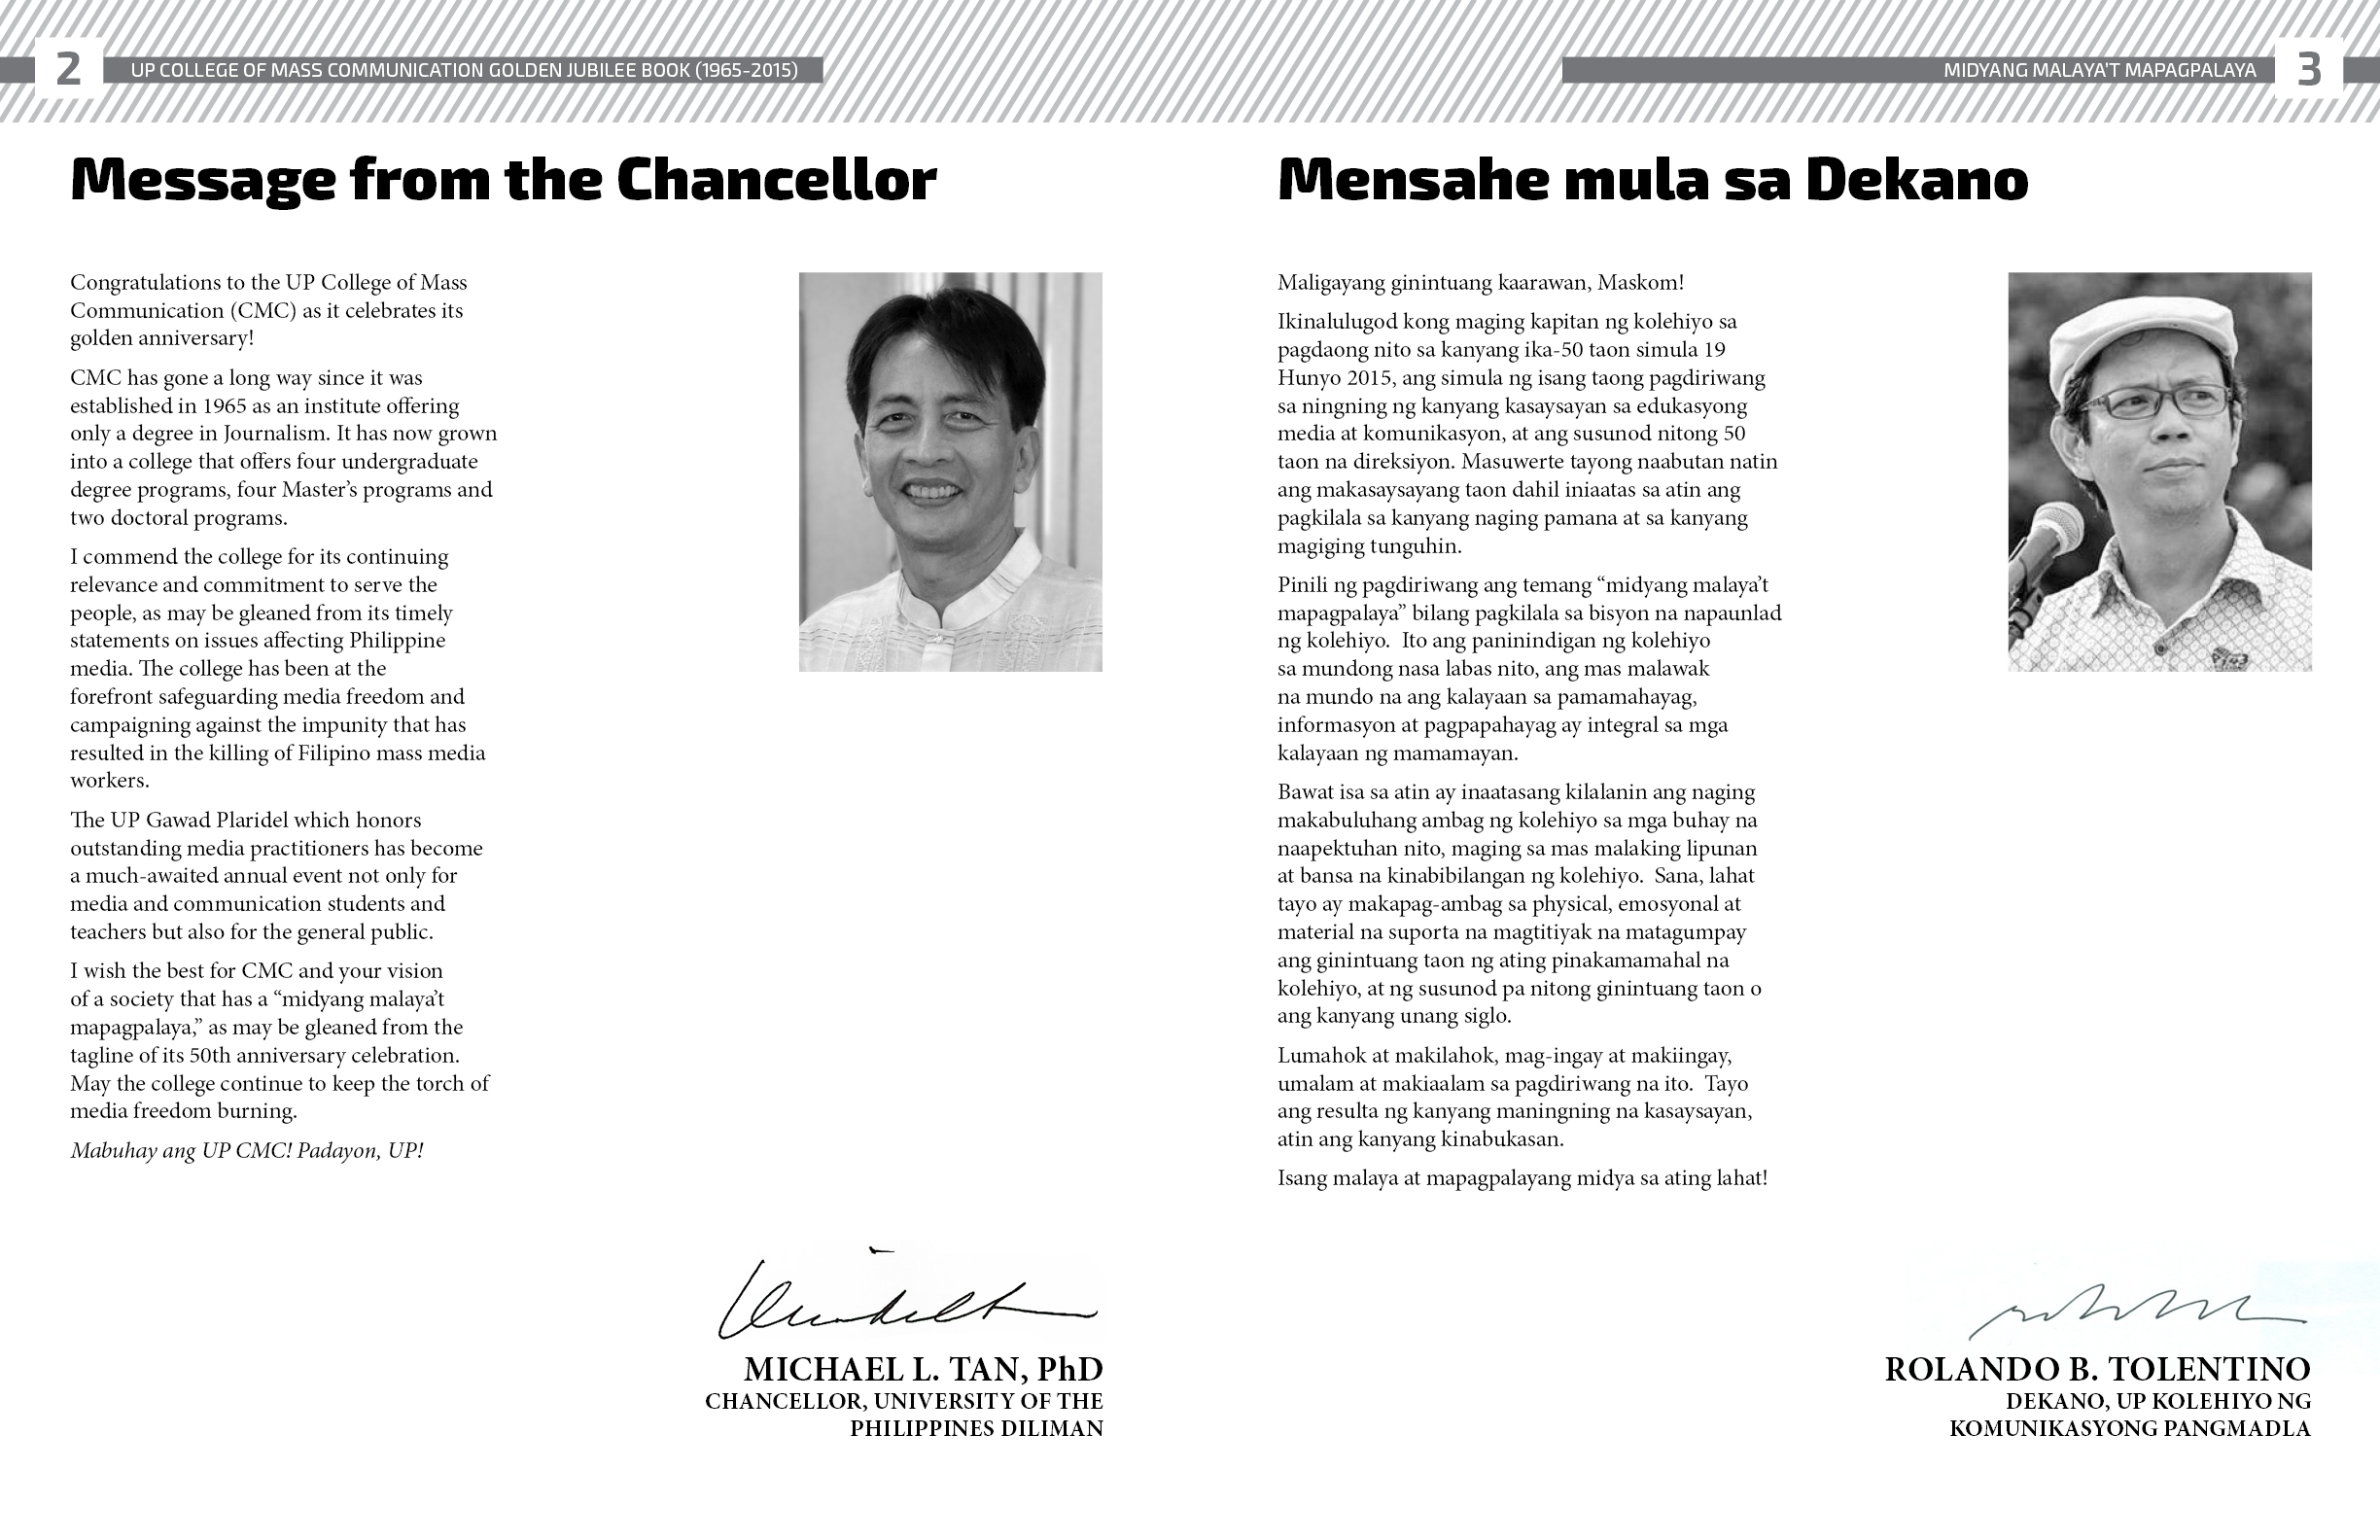 2
UP COLLEGE OF MASS COMMUNICATION GOLDEN JUBILEE BOOK (1965-2015)
Message from the Chancellor
Congratulations to the UP College of Mass
Communication (CMC) as it celebrates its
golden anniversary!
CMC has gone a long way since it was
established in 1965 as an institute offering
only a degree in Journalism. It has now grown
into a college that offers four undergraduate
degree programs, four Master’s programs and
two doctoral programs.
I commend the college for its continuing
relevance and commitment to serve the
people, as may be gleaned from its timely
statements on issues affecting Philippine
media. The college has been at the
forefront safeguarding media freedom and
campaigning against the impunity that has
resulted in the killing of Filipino mass media
workers.
The UP Gawad Plaridel which honors
outstanding media practitioners has become
a much-awaited annual event not only for
media and communication students and
teachers but also for the general public.
I wish the best for CMC and your vision
of a society that has a “midyang malaya’t
mapagpalaya,” as may be gleaned from the
tagline of its 50th anniversary celebration.
May the college continue to keep the torch of
media freedom burning.
Mabuhay ang UP CMC! Padayon, UP!
MICHAEL L. TAN, PhD
CHANCELLOR, UNIVERSITY OF THE
PHILIPPINES DILIMAN
MIDYANG MALAYA'T MAPAGPALAYA
3
Mensahe mula sa Dekano
Maligayang ginintuang kaarawan, Maskom!
Ikinalulugod kong maging kapitan ng kolehiyo sa
pagdaong nito sa kanyang ika-50 taon simula 19
Hunyo 2015, ang simula ng isang taong pagdiriwang
sa ningning ng kanyang kasaysayan sa edukasyong
media at komunikasyon, at ang susunod nitong 50
taon na direksiyon. Masuwerte tayong naabutan natin
ang makasaysayang taon dahil iniaatas sa atin ang
pagkilala sa kanyang naging pamana at sa kanyang
magiging tunguhin.
Pinili ng pagdiriwang ang temang “midyang malaya’t
mapagpalaya” bilang pagkilala sa bisyon na napaunlad
ng kolehiyo.  Ito ang paninindigan ng kolehiyo
sa mundong nasa labas nito, ang mas malawak
na mundo na ang kalayaan sa pamamahayag,
informasyon at pagpapahayag ay integral sa mga
kalayaan ng mamamayan.
Bawat isa sa atin ay inaatasang kilalanin ang naging
makabuluhang ambag ng kolehiyo sa mga buhay na
naapektuhan nito, maging sa mas malaking lipunan
at bansa na kinabibilangan ng kolehiyo.  Sana, lahat
tayo ay makapag-ambag sa physical, emosyonal at
material na suporta na magtitiyak na matagumpay
ang ginintuang taon ng ating pinakamamahal na
kolehiyo, at ng susunod pa nitong ginintuang taon o
ang kanyang unang siglo.
Lumahok at makilahok, mag-ingay at makiingay,
umalam at makiaalam sa pagdiriwang na ito.  Tayo
ang resulta ng kanyang maningning na kasaysayan,
atin ang kanyang kinabukasan.
Isang malaya at mapagpalayang midya sa ating lahat!
ROLANDO B. TOLENTINO
DEKANO, UP KOLEHIYO NG
KOMUNIKASYONG PANGMADLA